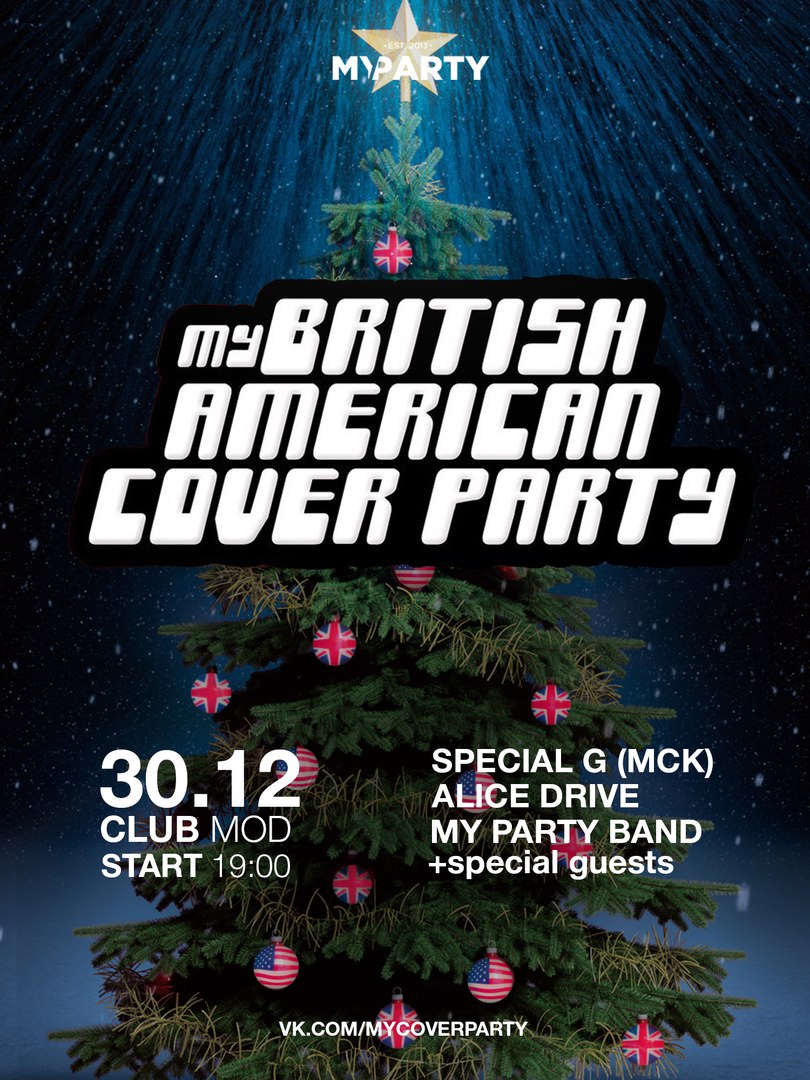 •EST. 2013•
MYPARTY
myBRITISH
AMERICAN
COVER PARTY
30.12
CLUB MOD
START 19:00
SPECIAL G (MCK)
ALICE DRIVE
MY PARTY BAND
+special guests
VK.COM/MYCOVERPARTY